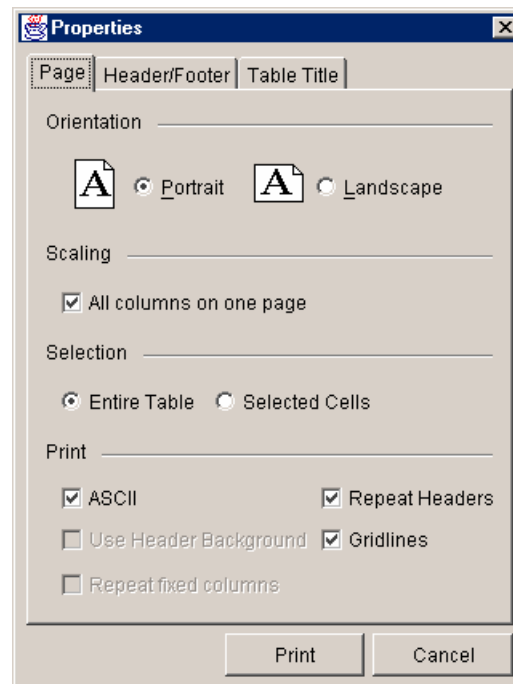 Properties
Page Header/Footer Table Title
Orientation
A Portrait A Landscape
Scaling
All columns on one page
Selection
Entire Table Selected Cells
Print
ASCII Repeat Headers
Use Header Background Gridlines
Repeat fixed columns
Print Cancel